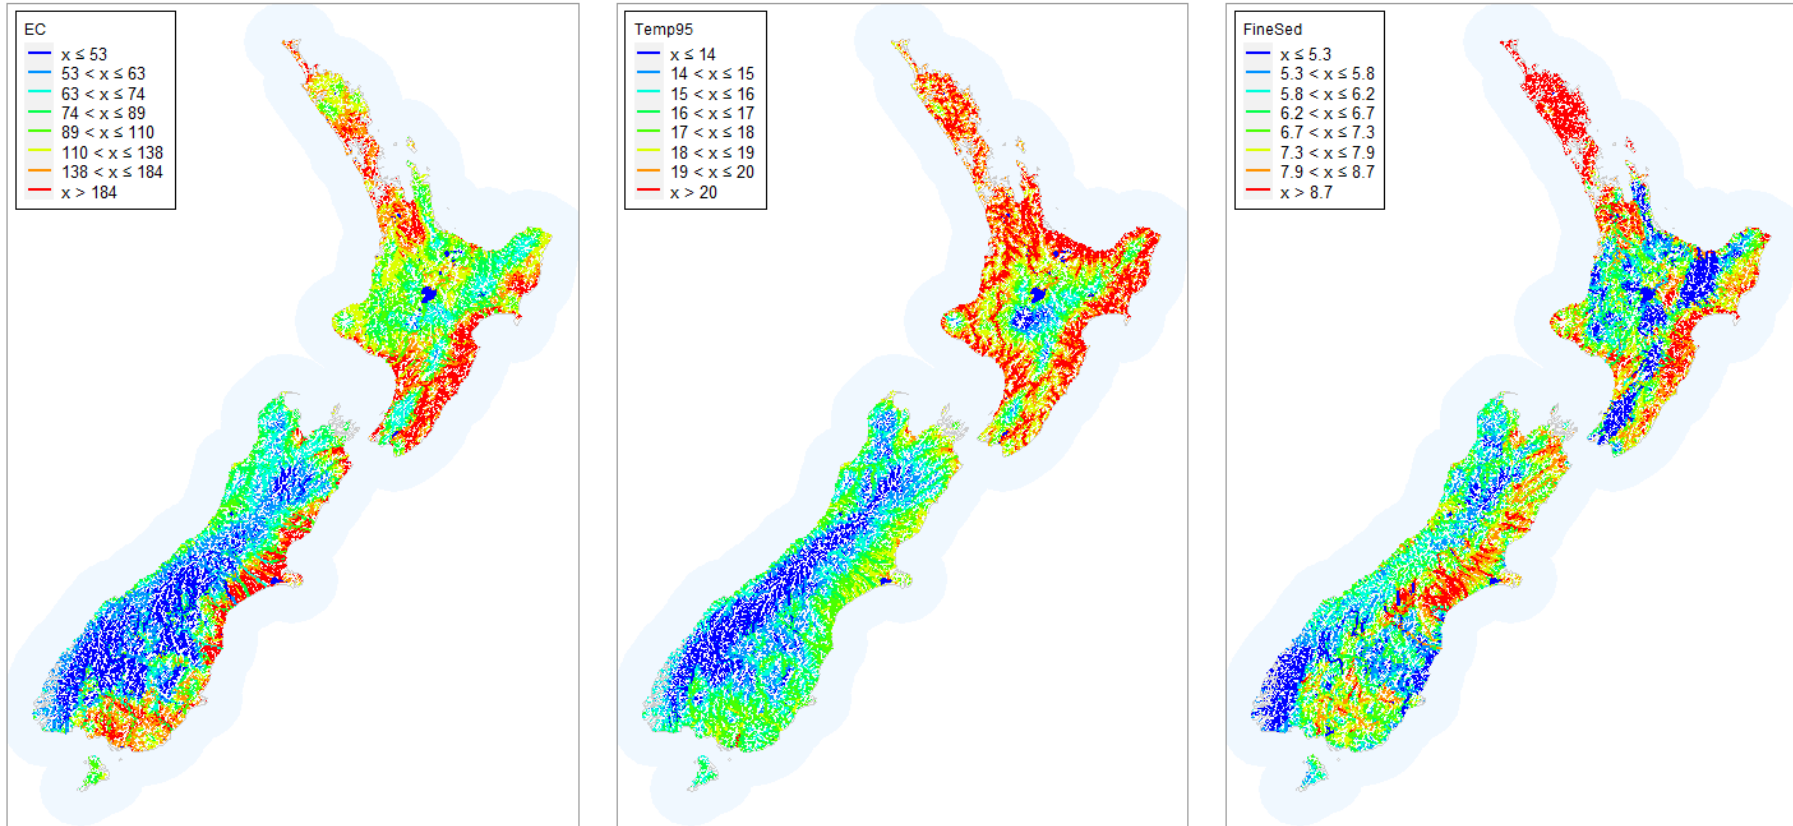 EC
x ≤ 53
53 < x ≤ 63
63 < x ≤ 74
74 < x ≤ 89
89 < x ≤ 110
110 < x ≤ 138
138 < x ≤ 184
x > 184
Temp95
x ≤ 14
14 < x ≤ 15
15 < x ≤ 16
16 < x ≤ 17
17 < x ≤ 18
18 < x ≤ 19
19 < x ≤ 20
x > 20
FineSed
x ≤ 5.3
5.3 < x ≤ 5.8
5.8 < x ≤ 6.2
6.2 < x ≤ 6.7
6.7 < x ≤ 7.3
7.3 < x ≤ 7.9
7.9 < x ≤ 8.7
x > 8.7